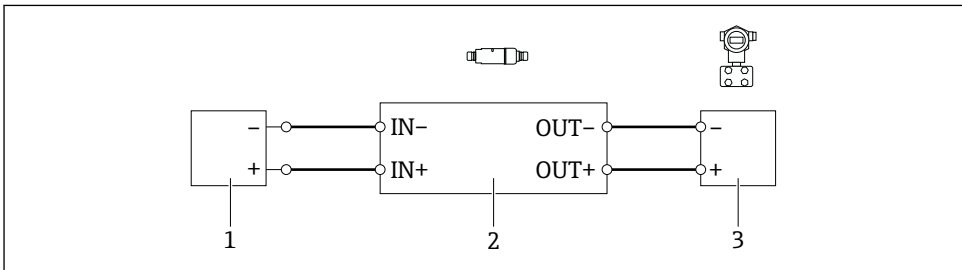 − IN− OUT− −
+ IN+ OUT+ +
1 2 3